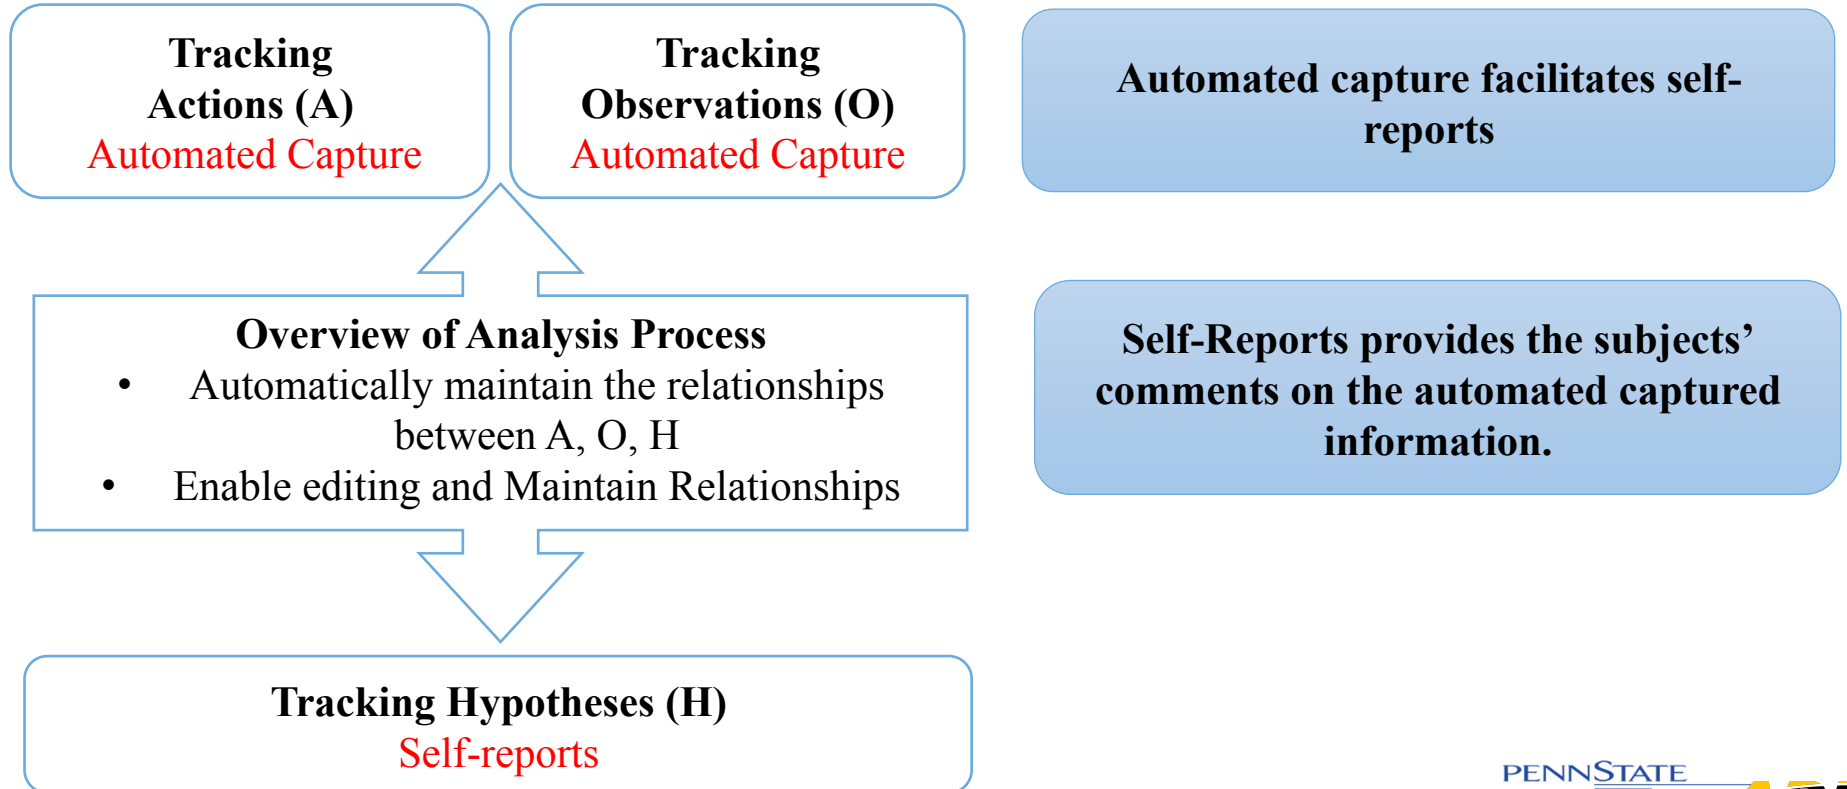 Tracking
Actions (A)
Automated Capture
Tracking
Observations (O)
Automated Capture
Automated capture facilitates self-
reports
Overview of Analysis Process
• Automatically maintain the relationships
between A, O, H
• Enable editing and Maintain Relationships
Self-Reports provides the subjects’
comments on the automated captured
information.
Tracking Hypotheses (H)
Self-reports
PENNSTATE